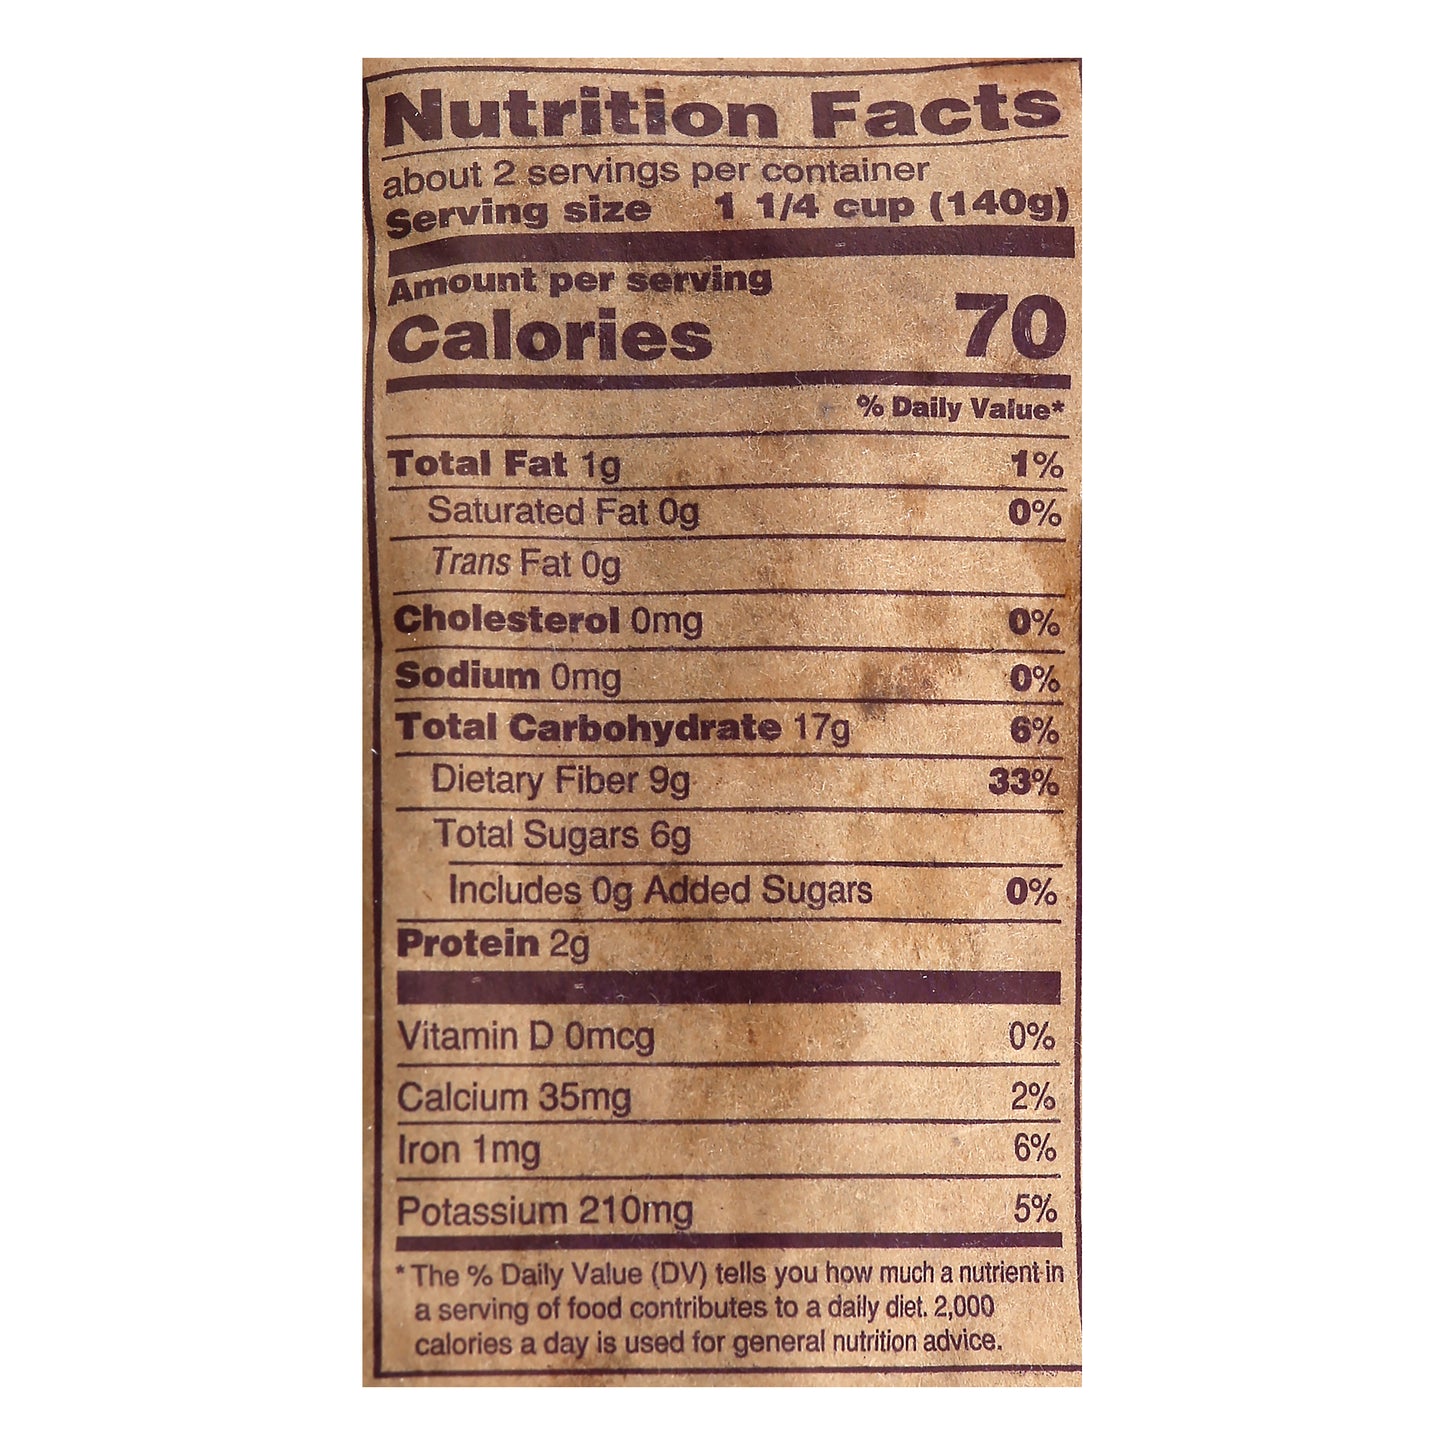 Nutrition Facts
about 2 servings per container
Serving size 1 1/4 cup (140g)
Amount per serving
Calories 70
% Daily Value*
Total Fat 1g 1%
Saturated Fat 0g 0%
Trans Fat 0g
Cholesterol 0mg 0%
Sodium 0mg 0%
Total Carbohydrate 17g 6%
Dietary Fiber 9g 33%
Total Sugars 6g
Includes 0g Added Sugars 0%
Protein 2g
Vitamin D 0mcg 0%
Calcium 35mg 2%
Iron 1mg 6%
Potassium 210mg 5%
* The % Daily Value (DV) tells you how much a nutrient in
a serving of food contributes to a daily diet. 2,000
calories a day is used for general nutrition advice.